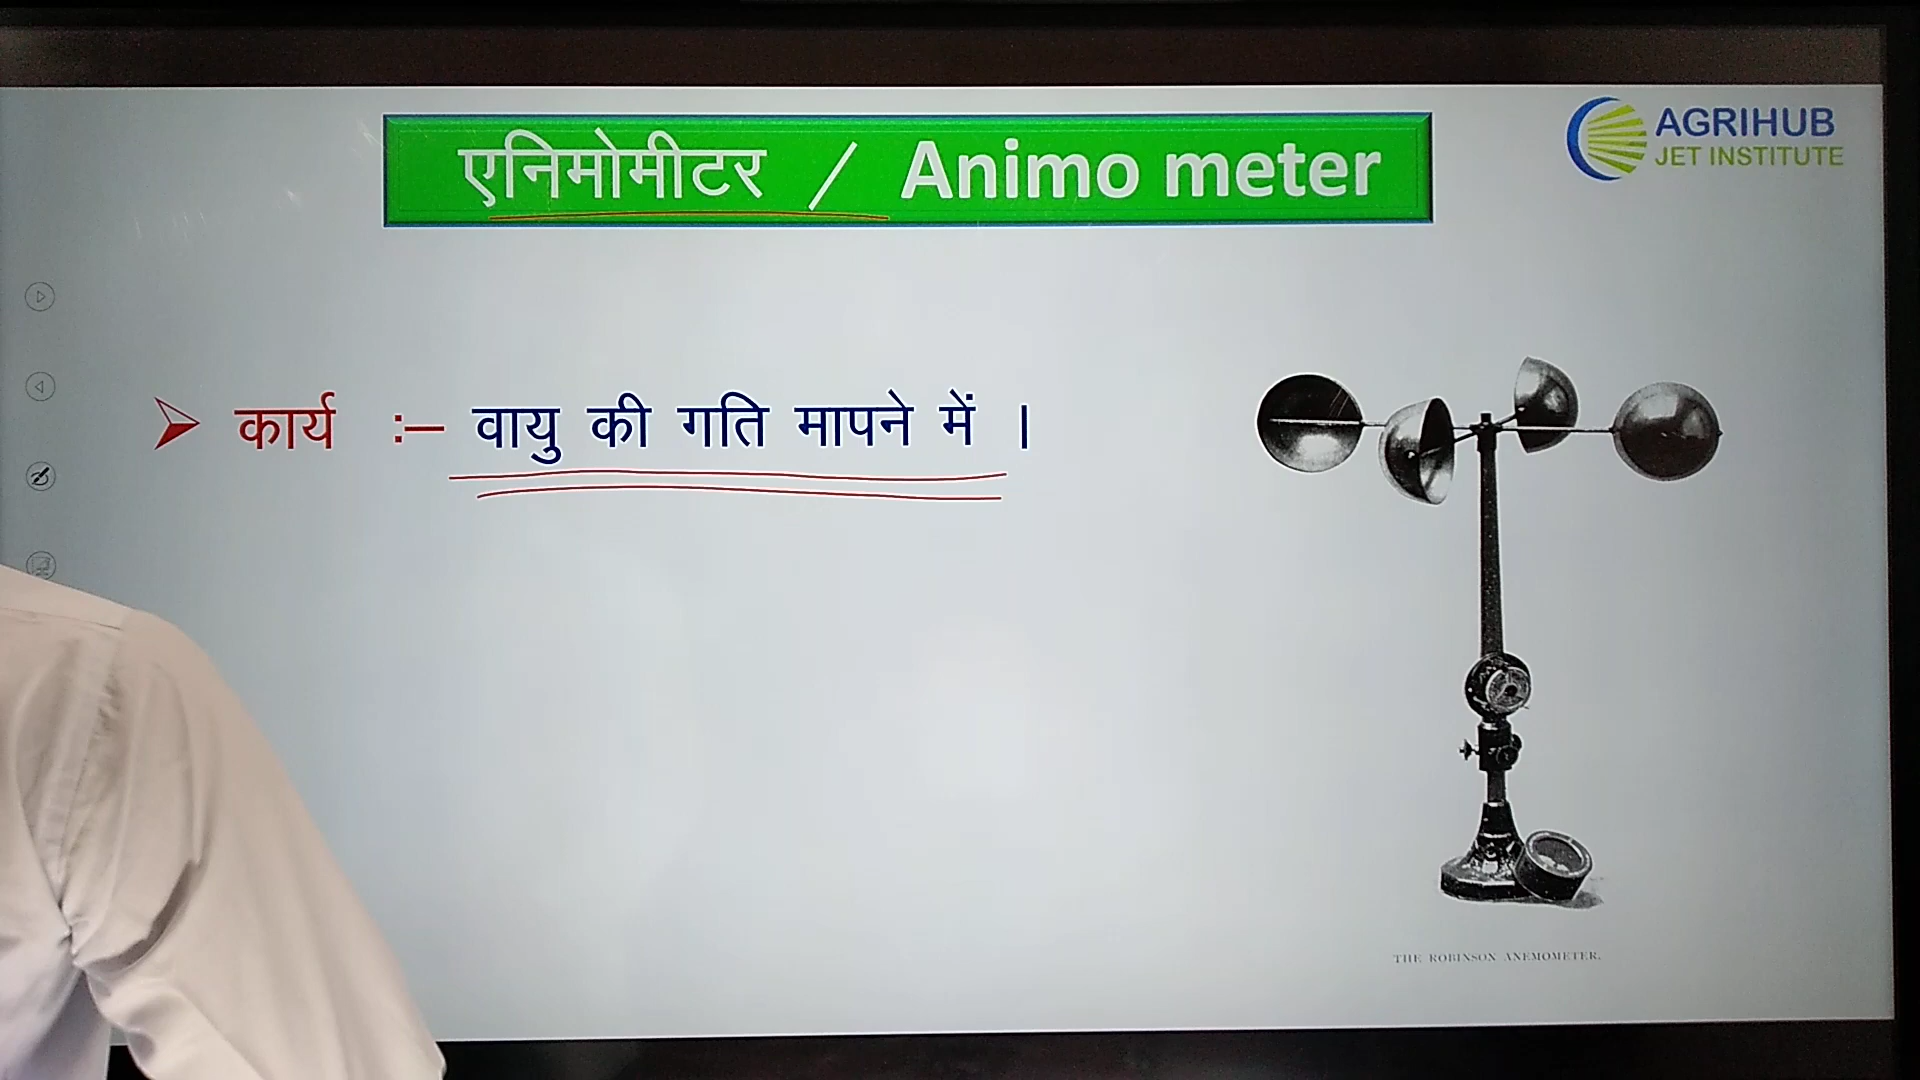 एनिमोमीटर / Animo meter
AGRIHUB
JET INSTITUTE
कार्य :– वायु की गति मापने में ।
THE ROBINSON ANEMOMETER.